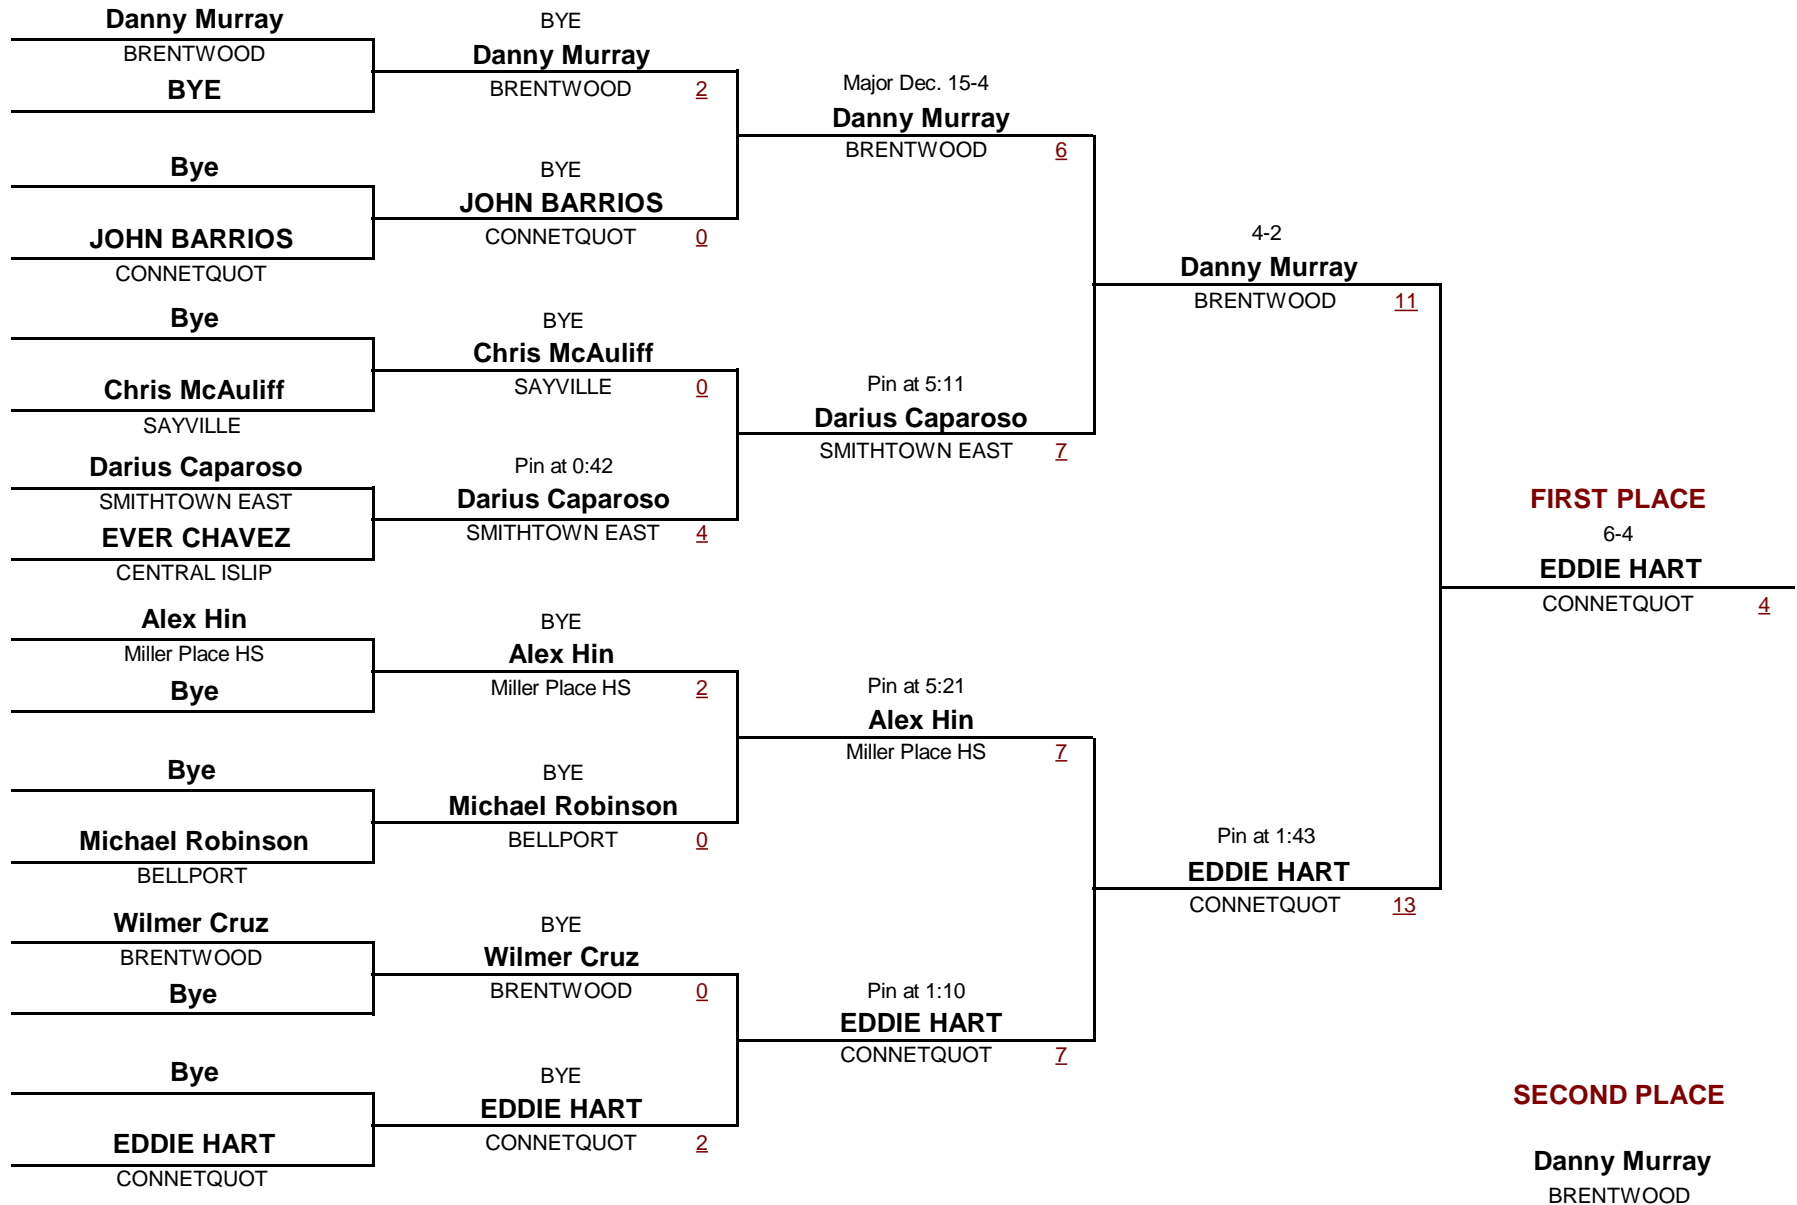 Danny Murray
BRENTWOOD
BYE
Bye
JOHN BARRIOS
CONNETQUOT
Bye
Chris McAuliff
SAYVILLE
Darius Caparoso
SMITHTOWN EAST
EVER CHAVEZ
CENTRAL ISLIP
Alex Hin
Miller Place HS
Bye
Bye
Michael Robinson
BELLPORT
Wilmer Cruz
BRENTWOOD
Bye
Bye
EDDIE HART
CONNETQUOT
BYE
Danny Murray
BRENTWOOD 2
BYE
JOHN BARRIOS
CONNETQUOT 0
BYE
Chris McAuliff
SAYVILLE 0
Pin at 0:42
Darius Caparoso
SMITHTOWN EAST 4
BYE
Alex Hin
Miller Place HS 2
BYE
Michael Robinson
BELLPORT 0
BYE
Wilmer Cruz
BRENTWOOD 0
BYE
EDDIE HART
CONNETQUOT 2
Major Dec. 15-4
Danny Murray
BRENTWOOD 6
Pin at 5:11
Darius Caparoso
SMITHTOWN EAST 7
Pin at 5:21
Alex Hin
Miller Place HS 7
Pin at 1:10
EDDIE HART
CONNETQUOT 7
4-2
Danny Murray
BRENTWOOD 11
Pin at 1:43
EDDIE HART
CONNETQUOT 13
FIRST PLACE
6-4
EDDIE HART
CONNETQUOT 4
SECOND PLACE
Danny Murray
BRENTWOOD